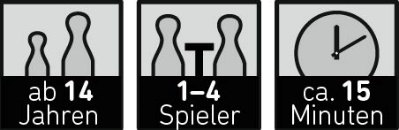 ab 14
Jahren
1–4
Spieler
ca. 15
Minuten